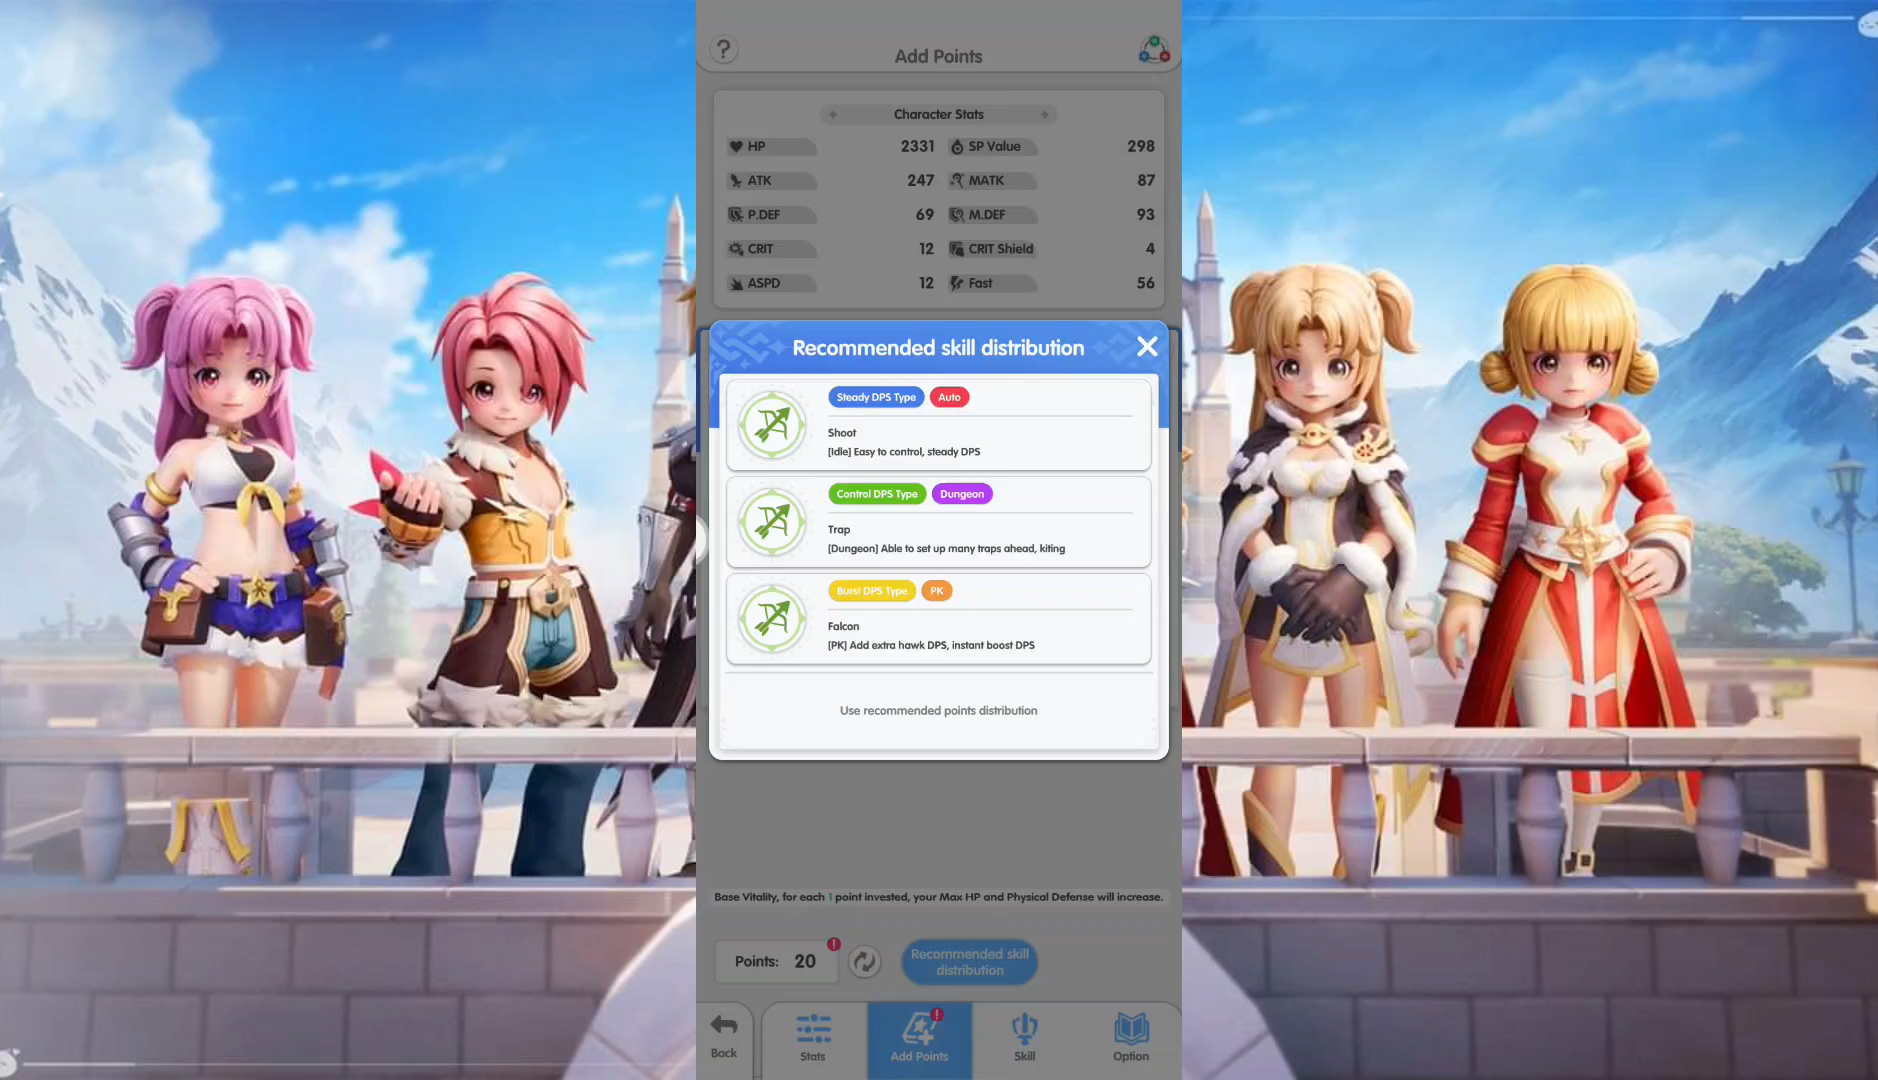 ?
Add Points
Character Stats
HP 2331 SP Value 298
ATK 247 MATK 87
P.DEF 69 M.DEF 93
CRIT 12 CRIT Shield 4
ASPD 12 Fast 56
Recommended skill distribution
Steady DPS Type Auto
Shoot
[Idle] Easy to control, steady DPS
Control DPS Type Dungeon
Trap
[Dungeon] Able to set up many traps ahead, kiting
Burst DPS Type PK
Falcon
[PK] Add extra hawk DPS, instant boost DPS
Use recommended points distribution
Base Vitality, for each 1 point invested, your Max HP and Physical Defense will increase.
Points: 20 !
Recommended skill
distribution
!
Back Stats Add Points Skill Option